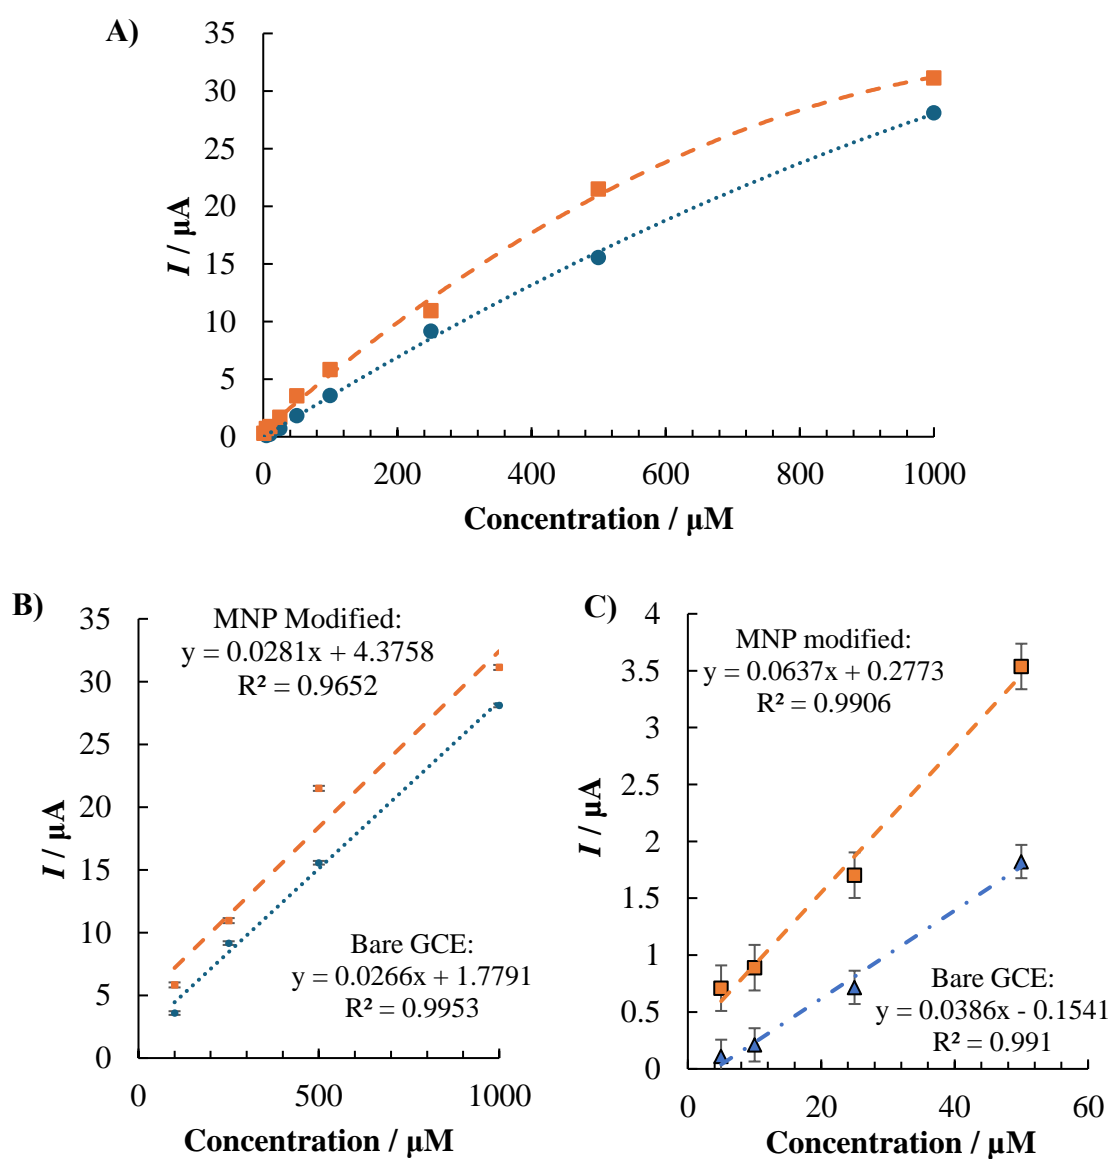 A)
35
30
25
20
15
10
5
0
I / µA
0 200 400 600 800 1000
Concentration / µM
B)
35
30
25
20
15
10
5
0
I / µA
MNP Modified:
y = 0.0281x + 4.3758
R² = 0.9652
Bare GCE:
y = 0.0266x + 1.7791
R² = 0.9953
0 500 1000
Concentration / µM
C)
4
3.5
3
2.5
2
1.5
1
0.5
0
I / µA
MNP modified:
y = 0.0637x + 0.2773
R² = 0.9906
Bare GCE:
y = 0.0386x - 0.1541
R² = 0.991
0 20 40 60
Concentration / µM